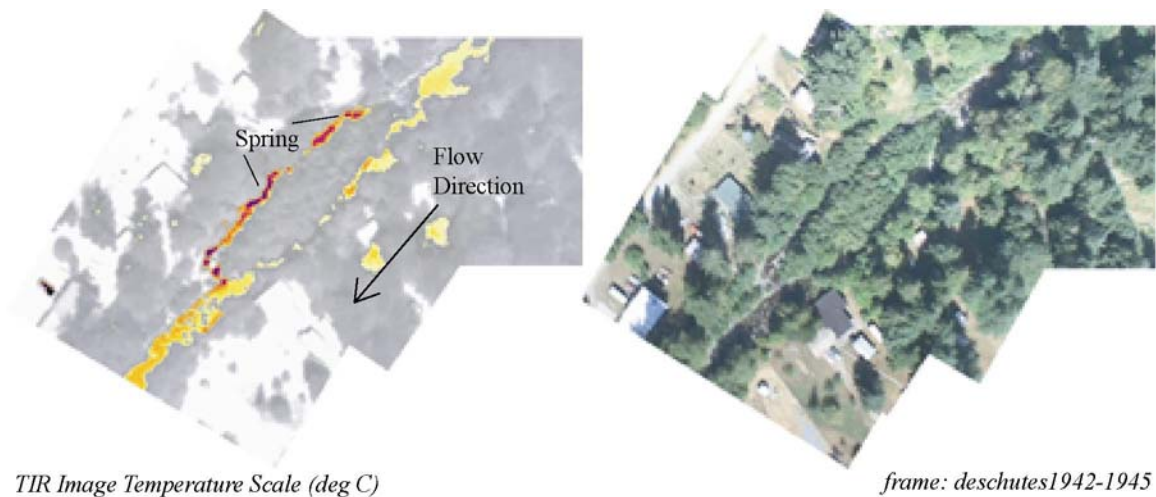 Spring
Flow
Direction
TIR Image Temperature Scale (deg C)
frame: deschutes1942-1945